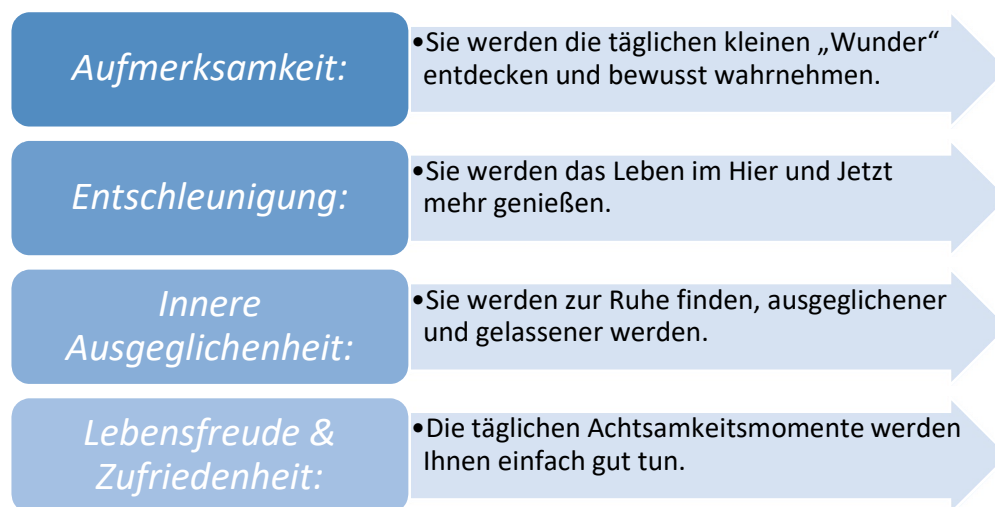 Aufmerksamkeit:
•Sie werden die täglichen kleinen „Wunder“
entdecken und bewusst wahrnehmen.
Entschleunigung:
•Sie werden das Leben im Hier und Jetzt
mehr genießen.
Innere
Ausgeglichenheit:
•Sie werden zur Ruhe finden, ausgeglichener
und gelassener werden.
Lebensfreude &
Zufriedenheit:
•Die täglichen Achtsamkeitsmomente werden
Ihnen einfach gut tun.